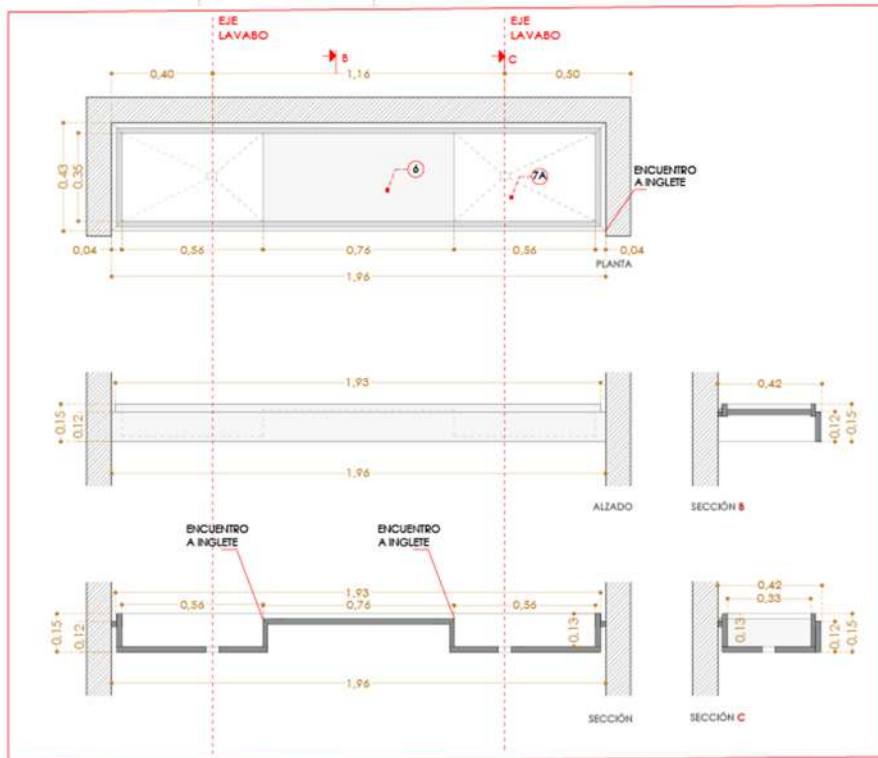 EJE
LAVABO
EJE
LAVABO
B
C
0,40
1,16
0,50
0,43
0,35
6
7A
ENCUENTRO
A INGLETE
0,04
0,56
0,76
0,56
0,04
PLANTA
1,96
1,93
0,42
0,15
0,12
0,12
0,15
1,96
ALZADO
SECCIÓN B
ENCUENTRO
A INGLETE
ENCUENTRO
A INGLETE
1,93
0,56
0,76
0,56
0,42
0,33
0,15
0,12
0,13
0,13
0,12
0,15
1,96
SECCIÓN
SECCIÓN C